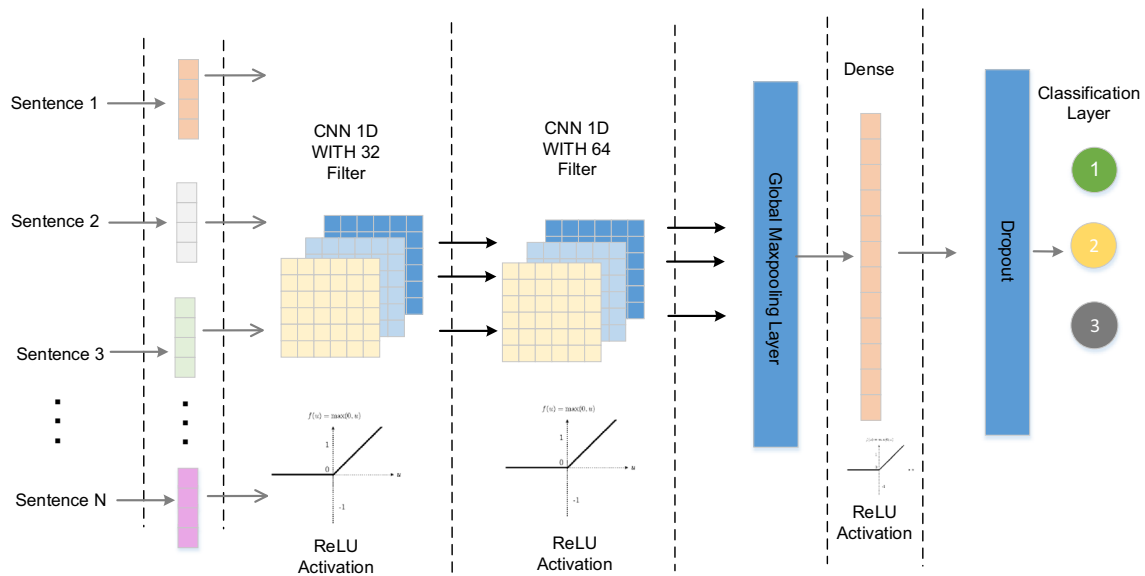 Sentence 1
Sentence 2
Sentence 3
Sentence N
CNN 1D
WITH 32
Filter
f(u) = max(0, u)
1
0
u
-1
ReLU
Activation
CNN 1D
WITH 64
Filter
f(u) = max(0, u)
1
0
u
-1
ReLU
Activation
Global Maxpooling Layer
Dense
ReLU
Activation
Dropout
Classification
Layer
1
2
3